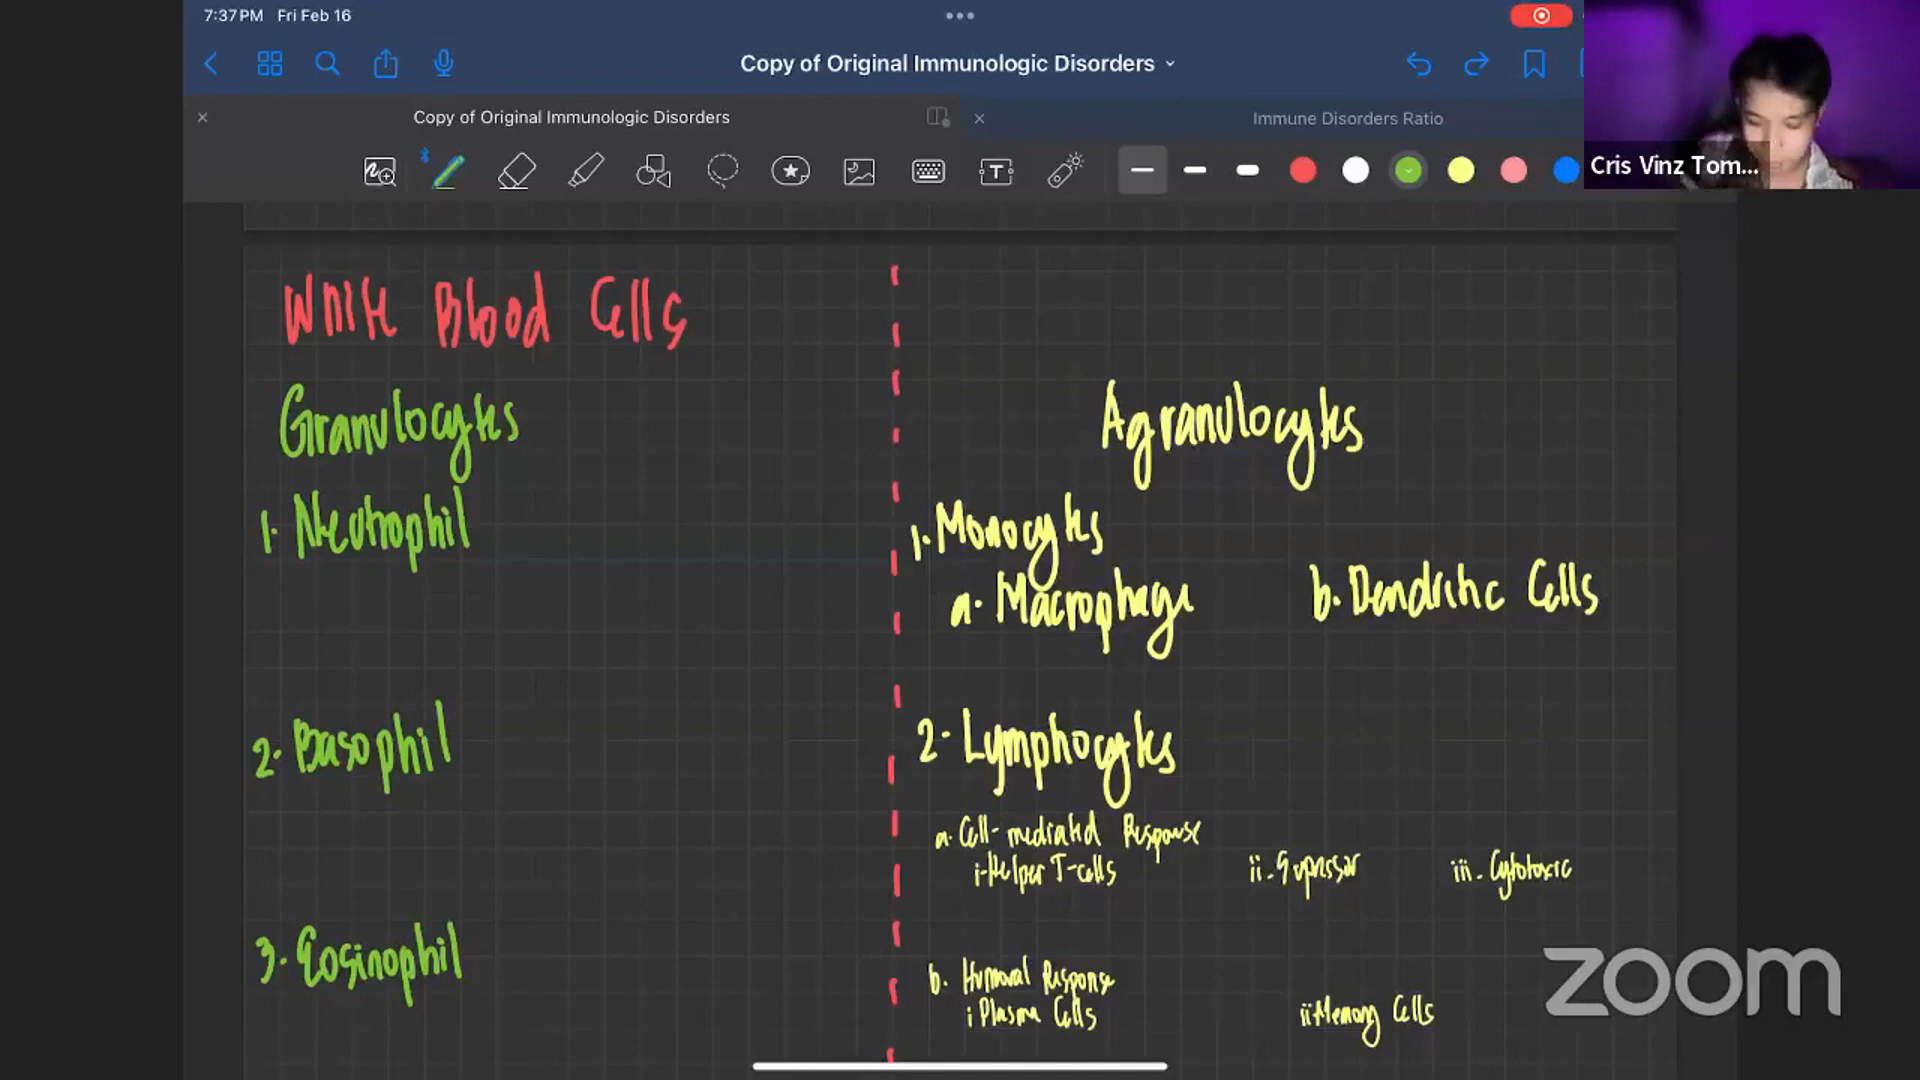 7:37 PM Fri Feb 16
Copy of Original Immunologic Disorders
Copy of Original Immunologic Disorders
Immune Disorders Ratio
Cris Vinz Tom...
White Blood Cells
Granulocytes
1. Neutrophil
2. Basophil
3. Eosinophil
Agranulocytes
1. Monocytes
a. Macrophage b. Dendritic Cells
2. Lymphocytes
a. Cell-mediated Response
i. Helper T-cells ii. Supressor iii. Cytotoxic
b. Humoral Response
i Plasma Cells ii Memory Cells
zoom